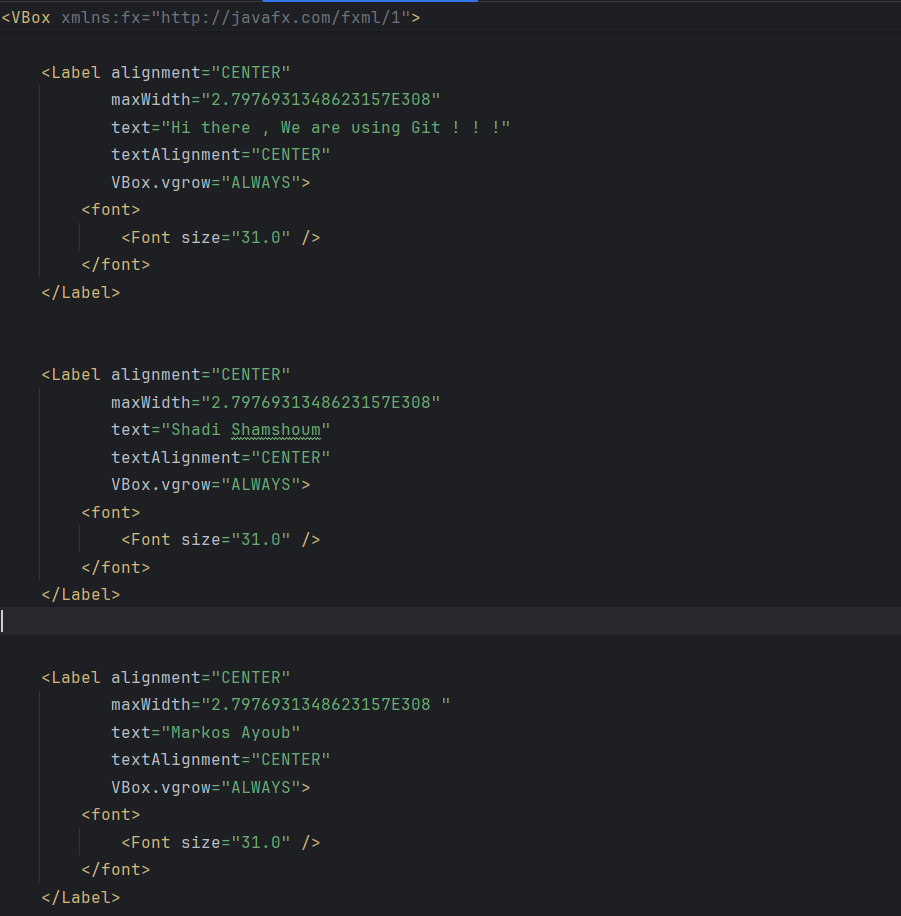 <VBox xmlns:fx="http://javafx.com/fxml/1">
<Label alignment="CENTER"
maxWidth="2.7976931348623157E308"
text="Hi there , We are using Git ! ! !"
textAlignment="CENTER"
VBox.vgrow="ALWAYS">
<font>
<Font size="31.0" />
</font>
</Label>
<Label alignment="CENTER"
maxWidth="2.7976931348623157E308"
text="Shadi Shamshoum"
textAlignment="CENTER"
VBox.vgrow="ALWAYS">
<font>
<Font size="31.0" />
</font>
</Label>
<Label alignment="CENTER"
maxWidth="2.7976931348623157E308 "
text="Markos Ayoub"
textAlignment="CENTER"
VBox.vgrow="ALWAYS">
<font>
<Font size="31.0" />
</font>
</Label>